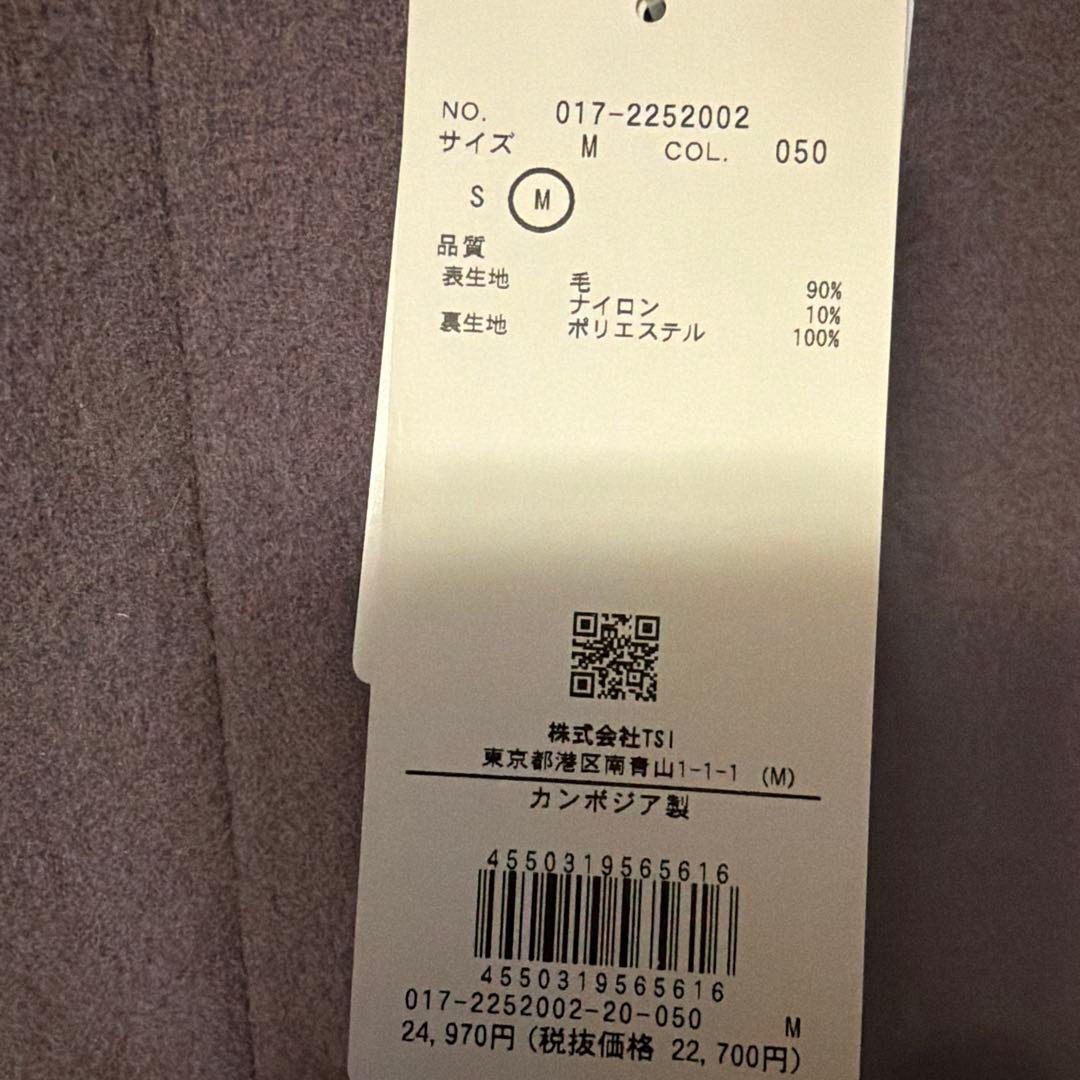 NO. 017-2252002
サイズ M COL. 050
S M
品質
表生地 毛 90%
ナイロン 10%
裏生地 ポリエステル 100%
株式会社TSI
東京都港区南青山1-1-1 (M)
カンボジア製
4550319565616
4550319565616
017-2252002-20-050 M
24,970円(税抜価格 22,700円)